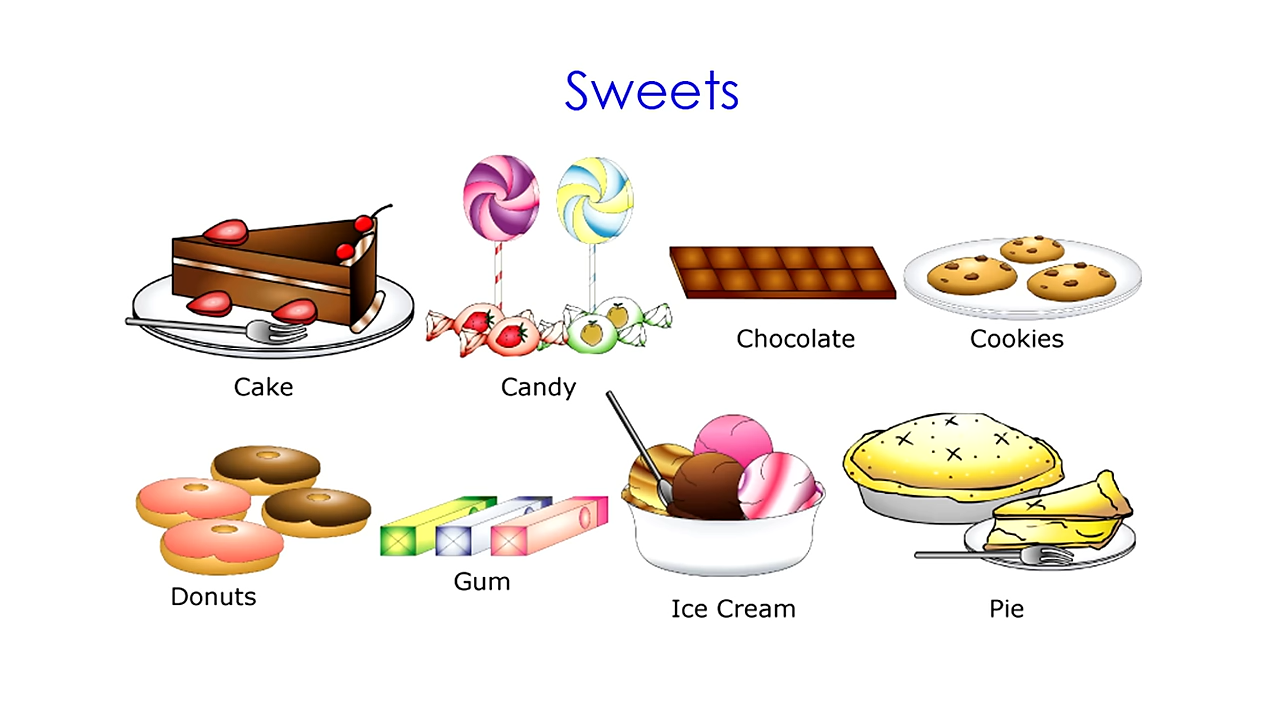 Sweets
Cake
Candy
Chocolate
Cookies
Donuts
Gum
Ice Cream
Pie